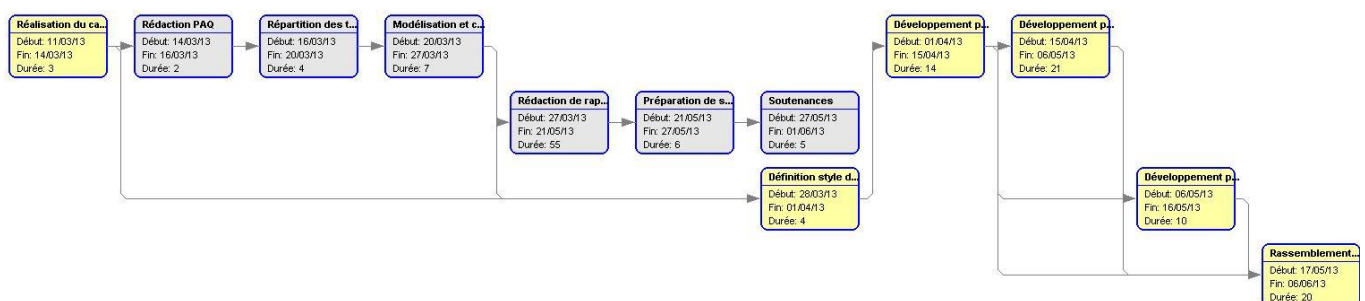 Réalisation du ca...
Début: 11/03/13
Fin: 14/03/13
Durée: 3
Rédaction PAQ
Début: 14/03/13
Fin: 16/03/13
Durée: 2
Répartition des t...
Début: 16/03/13
Fin: 20/03/13
Durée: 4
Modélisation et c...
Début: 20/03/13
Fin: 27/03/13
Durée: 7
Développement p...
Début: 01/04/13
Fin: 15/04/13
Durée: 14
Développement p...
Début: 15/04/13
Fin: 06/05/13
Durée: 21
Rédaction de rap...
Début: 27/03/13
Fin: 21/05/13
Durée: 55
Préparation de s...
Début: 21/05/13
Fin: 27/05/13
Durée: 6
Soutenances
Début: 27/05/13
Fin: 01/06/13
Durée: 5
Définition style d...
Début: 28/03/13
Fin: 01/04/13
Durée: 4
Développement p...
Début: 06/05/13
Fin: 16/05/13
Durée: 10
Rassemblement...
Début: 17/05/13
Fin: 06/06/13
Durée: 20